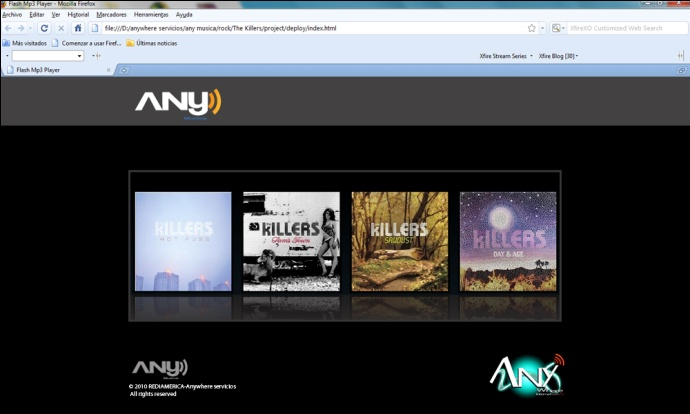 Flash Mp3 Player - Mozilla Firefox
Archivo Editar Ver Historial Marcadores Herramientas Ayuda
file:///D:/anywhere servicios/any musica/rock/The Killers/project/deploy/index.html
XfireXO Customized Web Search
Más visitados Comenzar a usar Firef... Últimas noticias
Xfire Stream Series Xfire Blog [30]
Flash Mp3 Player
ANY
KILLERS
HOT FUSS
KILLERS
Sam's Town
KILLERS
SAWDUST
KILLERS
DAY & AGE
ANY
© 2010 REDIAMERICA-Anywhere servicios
All rights reserved
Any